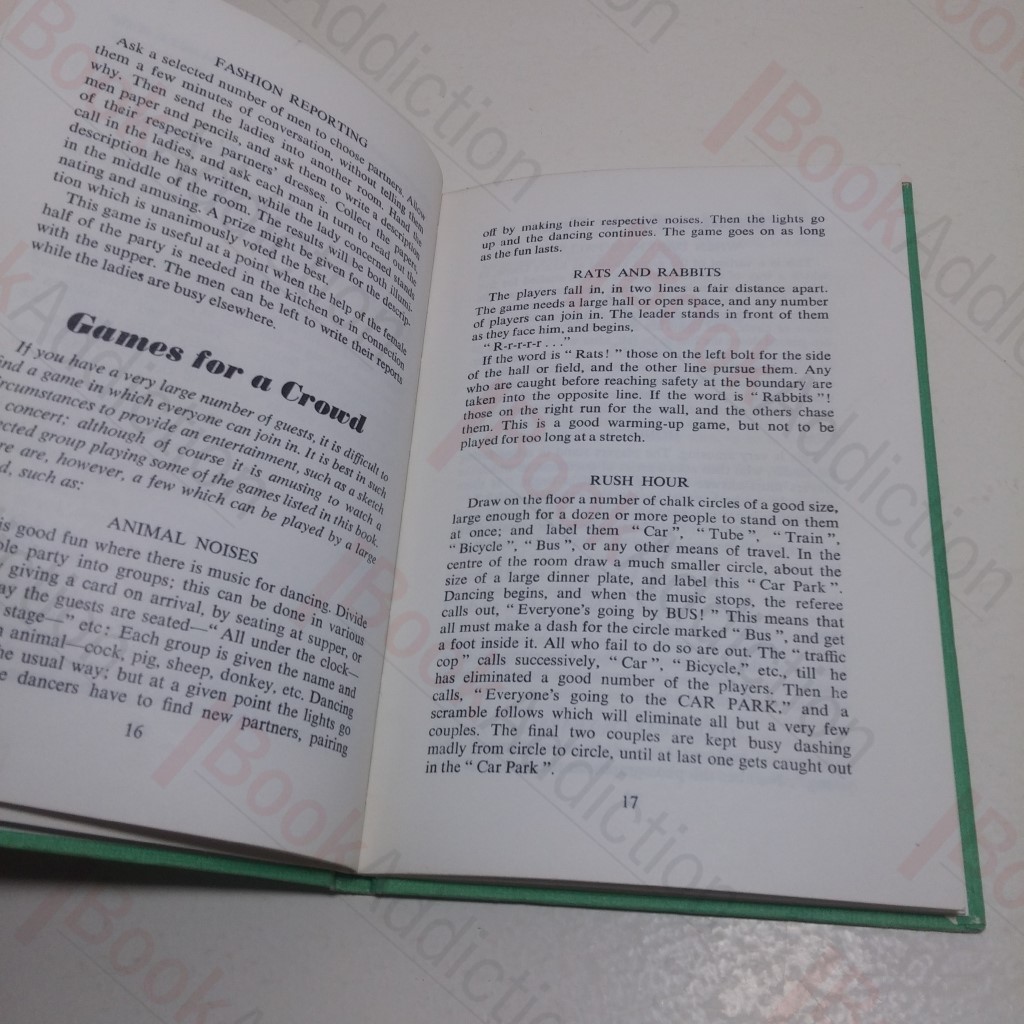 FASHION REPORTING
Ask a selected number of men to choose partners. Allow
them a few minutes of conversation, without telling them
why. Then send the ladies into another room. Hand the
men paper and pencils, and ask them to write a description
of their respective partners' dresses. Collect the papers,
call in the ladies, and ask each man in turn to read out the
description he has written, while the lady concerned stands
in the middle of the room. The results will be both illumi-
nating and amusing. A prize might be given for the descrip-
tion which is unanimously voted the best.
This game is useful at a point when the help of the female
half of the party is needed in the kitchen or in connection
with the supper. The men can be left to write their reports
while the ladies are busy elsewhere.
Games for a Crowd
If you have a very large number of guests, it is difficult to
find a game in which everyone can join in. It is best in such
circumstances to provide an entertainment, such as a sketch
concert; although of course it is amusing to watch a
ected group playing some of the games listed in this book.
re are, however, a few which can be played by a large
d, such as:
ANIMAL NOISES
is good fun where there is music for dancing. Divide
ole party into groups; this can be done in various
giving a card on arrival, by seating at supper, or
ay the guests are seated—“ All under the clock—
stage—” etc: Each group is given the name and
animal—cock, pig, sheep, donkey, etc. Dancing
he usual way; but at a given point the lights go
e dancers have to find new partners, pairing
16
off by making their respective noises. Then the lights go
up and the dancing continues. The game goes on as long
as the fun lasts.
RATS AND RABBITS
The players fall in, in two lines a fair distance apart.
The game needs a large hall or open space, and any number
of players can join in. The leader stands in front of them
as they face him, and begins,
“ R-r-r-r-r . . .”
If the word is “ Rats! ” those on the left bolt for the side
of the hall or field, and the other line pursue them. Any
who are caught before reaching safety at the boundary are
taken into the opposite line. If the word is “ Rabbits ”!
those on the right run for the wall, and the others chase
them. This is a good warming-up game, but not to be
played for too long at a stretch.
RUSH HOUR
Draw on the floor a number of chalk circles of a good size,
large enough for a dozen or more people to stand on them
at once; and label them “ Car ”, “ Tube ”, “ Train ”,
“ Bicycle ”, “ Bus ”, or any other means of travel. In the
centre of the room draw a much smaller circle, about the
size of a large dinner plate, and label this “ Car Park ”.
Dancing begins, and when the music stops, the referee
calls out, “ Everyone's going by BUS! ” This means that
all must make a dash for the circle marked “ Bus ”, and get
a foot inside it. All who fail to do so are out. The “ traffic
cop ” calls successively, “ Car ”, “ Bicycle,” etc., till he
has eliminated a good number of the players. Then he
calls, “ Everyone's going to the CAR PARK,” and a
scramble follows which will eliminate all but a very few
couples. The final two couples are kept busy dashing
madly from circle to circle, until at last one gets caught out
in the “ Car Park ”.
17
BookAddiction